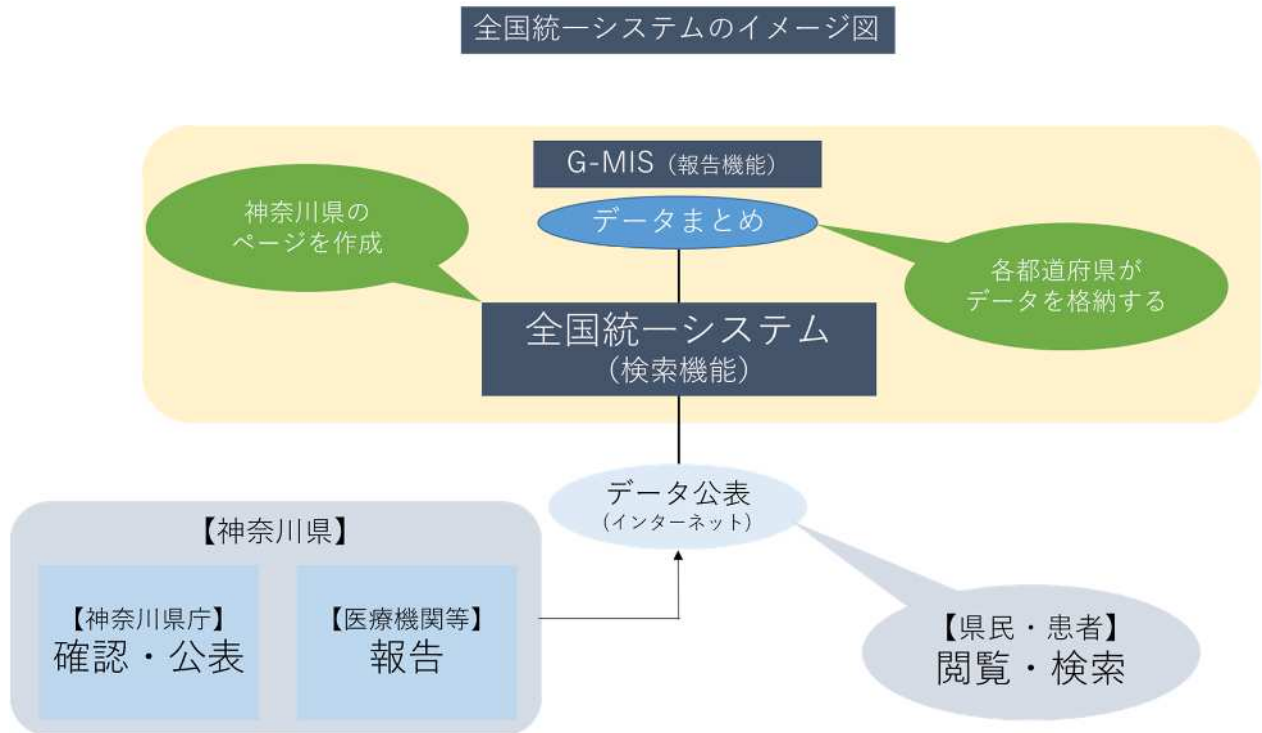 全国統一システムのイメージ図
G-MIS（報告機能）
データまとめ
神奈川県の
ページを作成
各都道府県が
データを格納する
全国統一システム
（検索機能）
データ公表
（インターネット）
【神奈川県】
【神奈川県庁】
確認・公表
【医療機関等】
報告
【県民・患者】
閲覧・検索